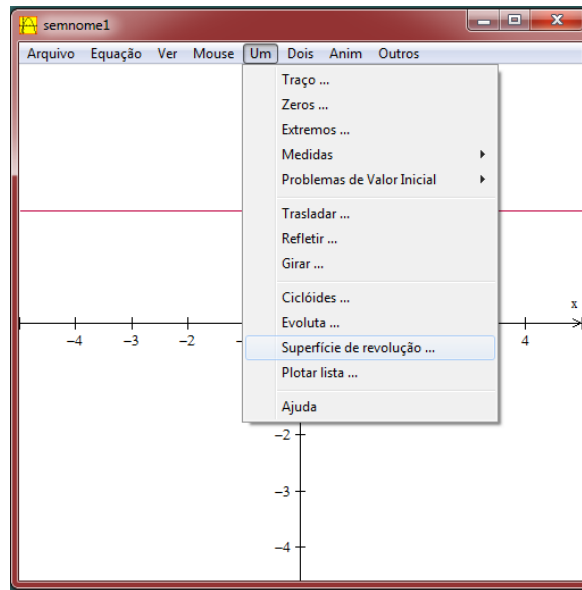 semnome1
Arquivo Equação Ver Mouse Um Dois Anim Outros
Traço ...
Zeros ...
Extremos ...
Medidas
Problemas de Valor Inicial
Trasladar ...
Refletir ...
Girar ...
Ciclóides ...
Evoluta ...
Superfície de revolução ...
Plotar lista ...
Ajuda
x
−4 −3 −2 4
−2
−3
−4